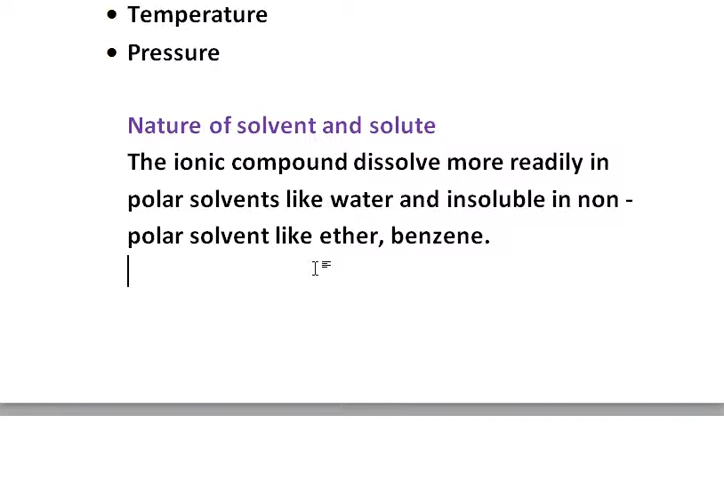 • Temperature
• Pressure
Nature of solvent and solute
The ionic compound dissolve more readily in
polar solvents like water and insoluble in non -
polar solvent like ether, benzene.